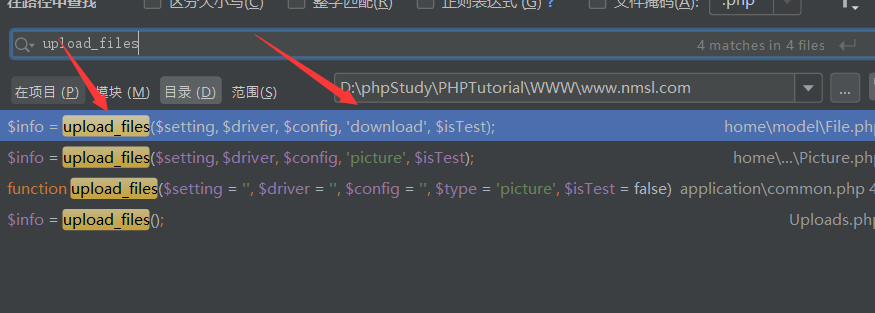 在路径中查找 区分大小写(C) 整字匹配(R) 正则表达式 (G) ? 文件掩码(A): .php
upload_files 4 matches in 4 files
在项目 (P) 模块 (M) 目录 (D) 范围(S) D:\phpStudy\PHPTutorial\WWW\www.nmsl.com ...
$info = upload_files($setting, $driver, $config, 'download', $isTest); home\model\File.php
$info = upload_files($setting, $driver, $config, 'picture', $isTest); home\...\Picture.php
function upload_files($setting = '', $driver = '', $config = '', $type = 'picture', $isTest = false) application\common.php 4
$info = upload_files(); Uploads.php